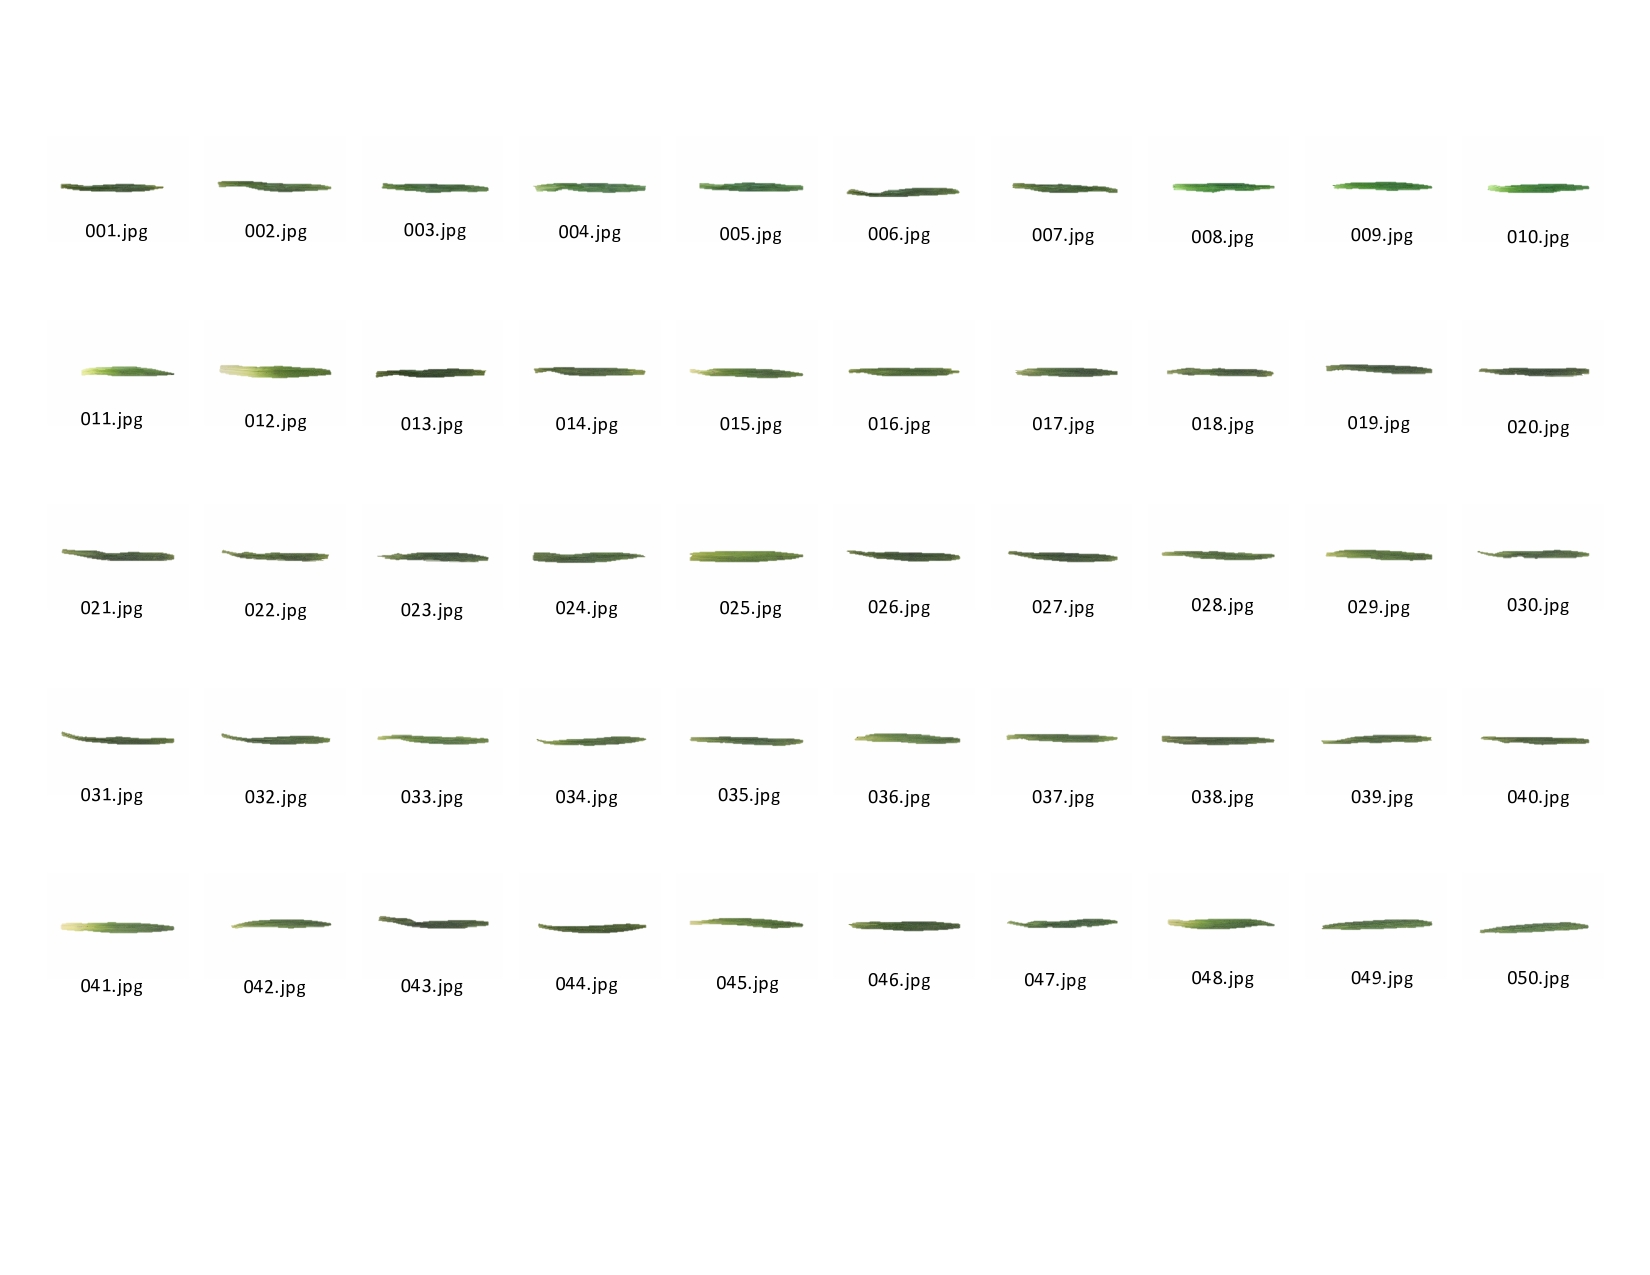 001.jpg 002.jpg 003.jpg 004.jpg 005.jpg 006.jpg 007.jpg 008.jpg 009.jpg 010.jpg
011.jpg 012.jpg 013.jpg 014.jpg 015.jpg 016.jpg 017.jpg 018.jpg 019.jpg 020.jpg
021.jpg 022.jpg 023.jpg 024.jpg 025.jpg 026.jpg 027.jpg 028.jpg 029.jpg 030.jpg
031.jpg 032.jpg 033.jpg 034.jpg 035.jpg 036.jpg 037.jpg 038.jpg 039.jpg 040.jpg
041.jpg 042.jpg 043.jpg 044.jpg 045.jpg 046.jpg 047.jpg 048.jpg 049.jpg 050.jpg